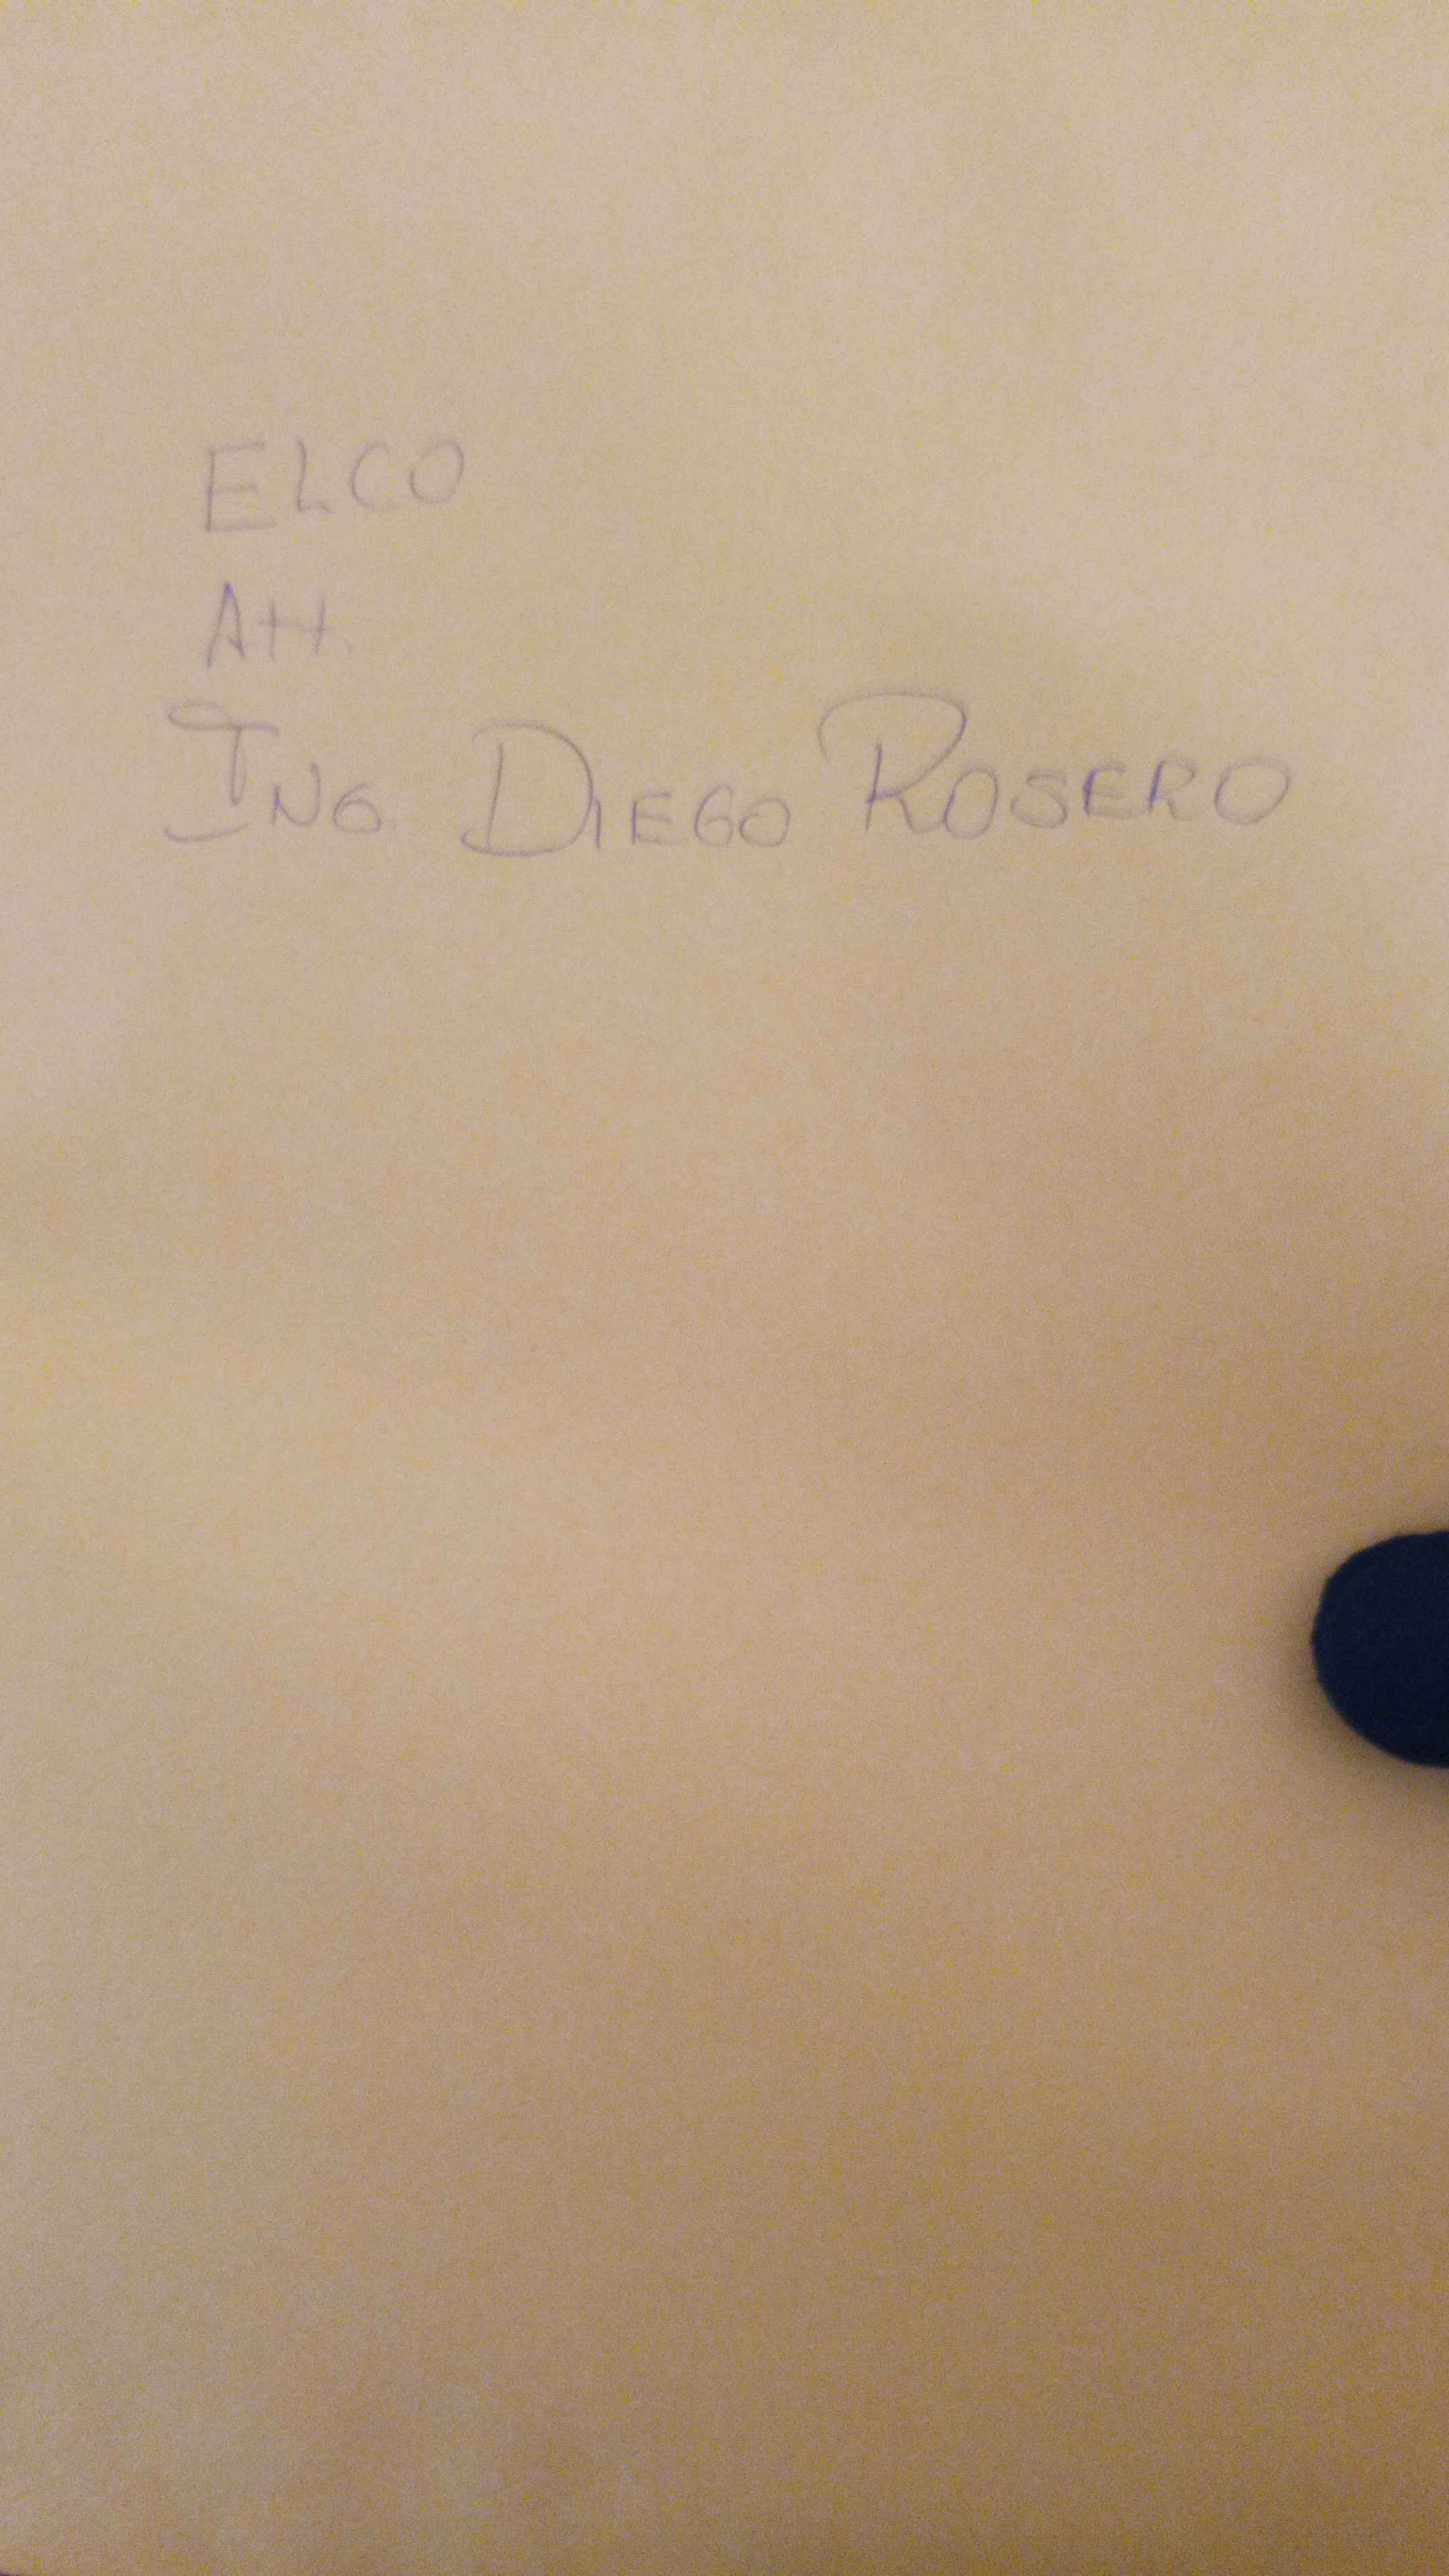 ELCO
Att.
ING. DIEGO ROSERO